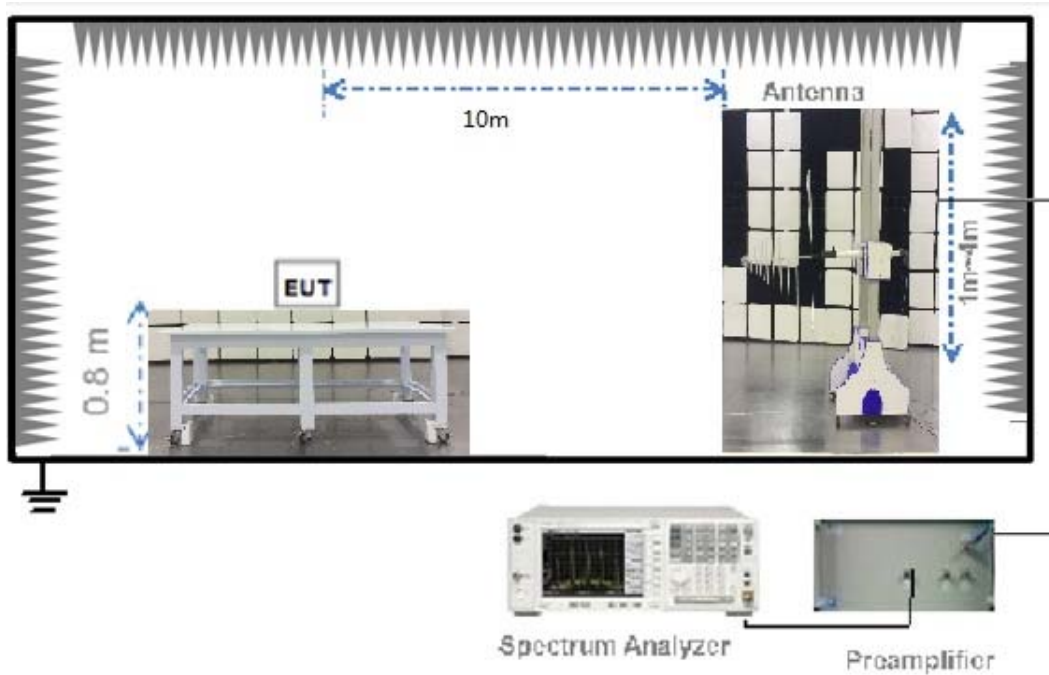 Antenna
10m
1m-4m
EUT
0.8 m
Spectrum Analyzer
Preamplifier